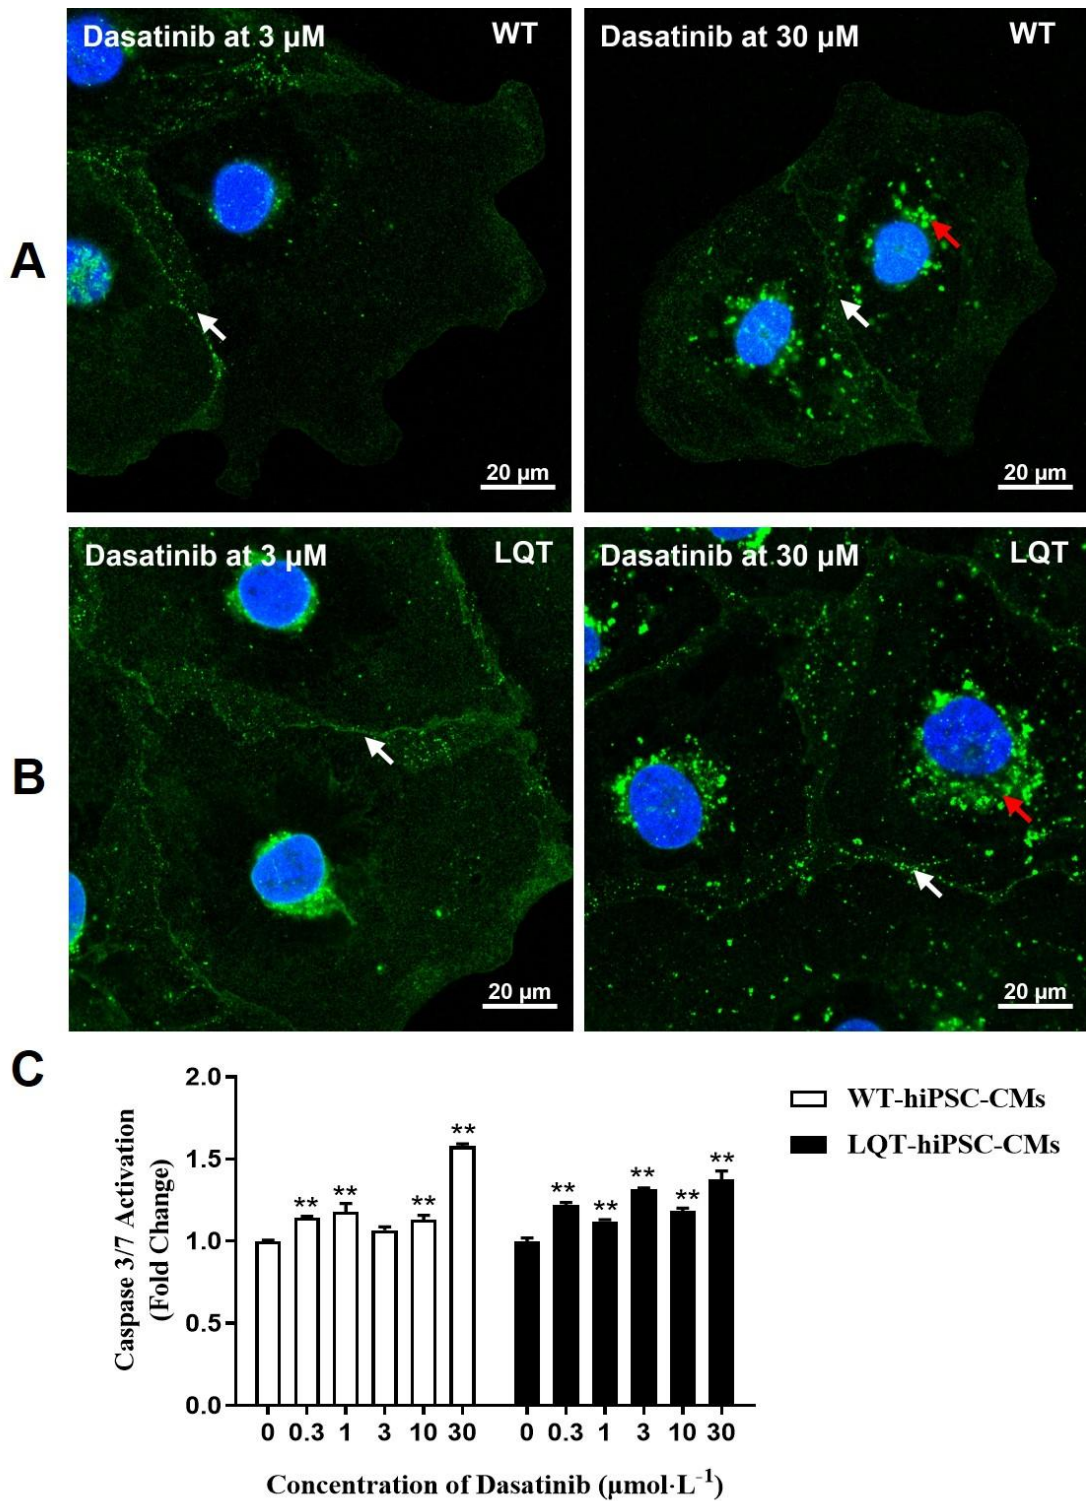 Dasatinib at 3 µM WT
Dasatinib at 30 µM WT
A
20 µm
20 µm
Dasatinib at 3 µM LQT
Dasatinib at 30 µM LQT
B
20 µm
20 µm
C
2.0
1.5
1.0
0.5
0.0
Caspase 3/7 Activation
(Fold Change)
** ** ** **
** ** ** ** **
WT-hiPSC-CMs
LQT-hiPSC-CMs
0 0.3 1 3 10 30 0 0.3 1 3 10 30
Concentration of Dasatinib (µmol·L⁻¹)